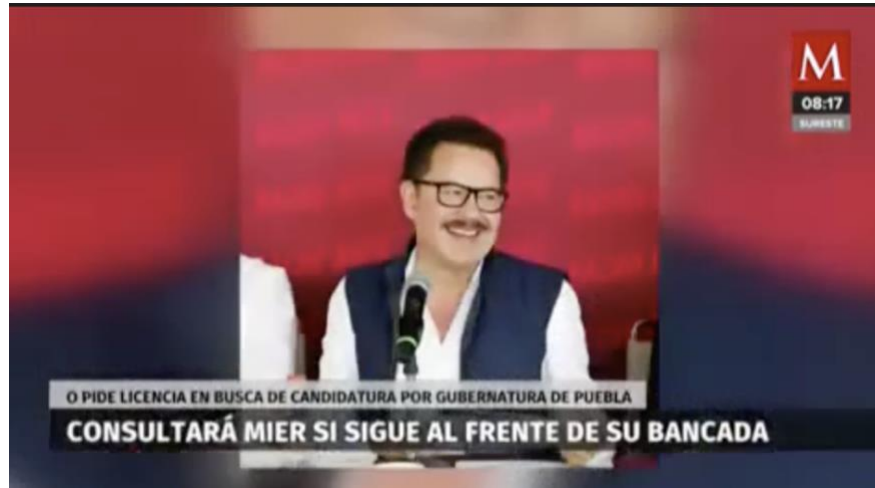 M
08:17
SURESTE
O PIDE LICENCIA EN BUSCA DE CANDIDATURA POR GUBERNATURA DE PUEBLA
CONSULTARÁ MIER SI SIGUE AL FRENTE DE SU BANCADA